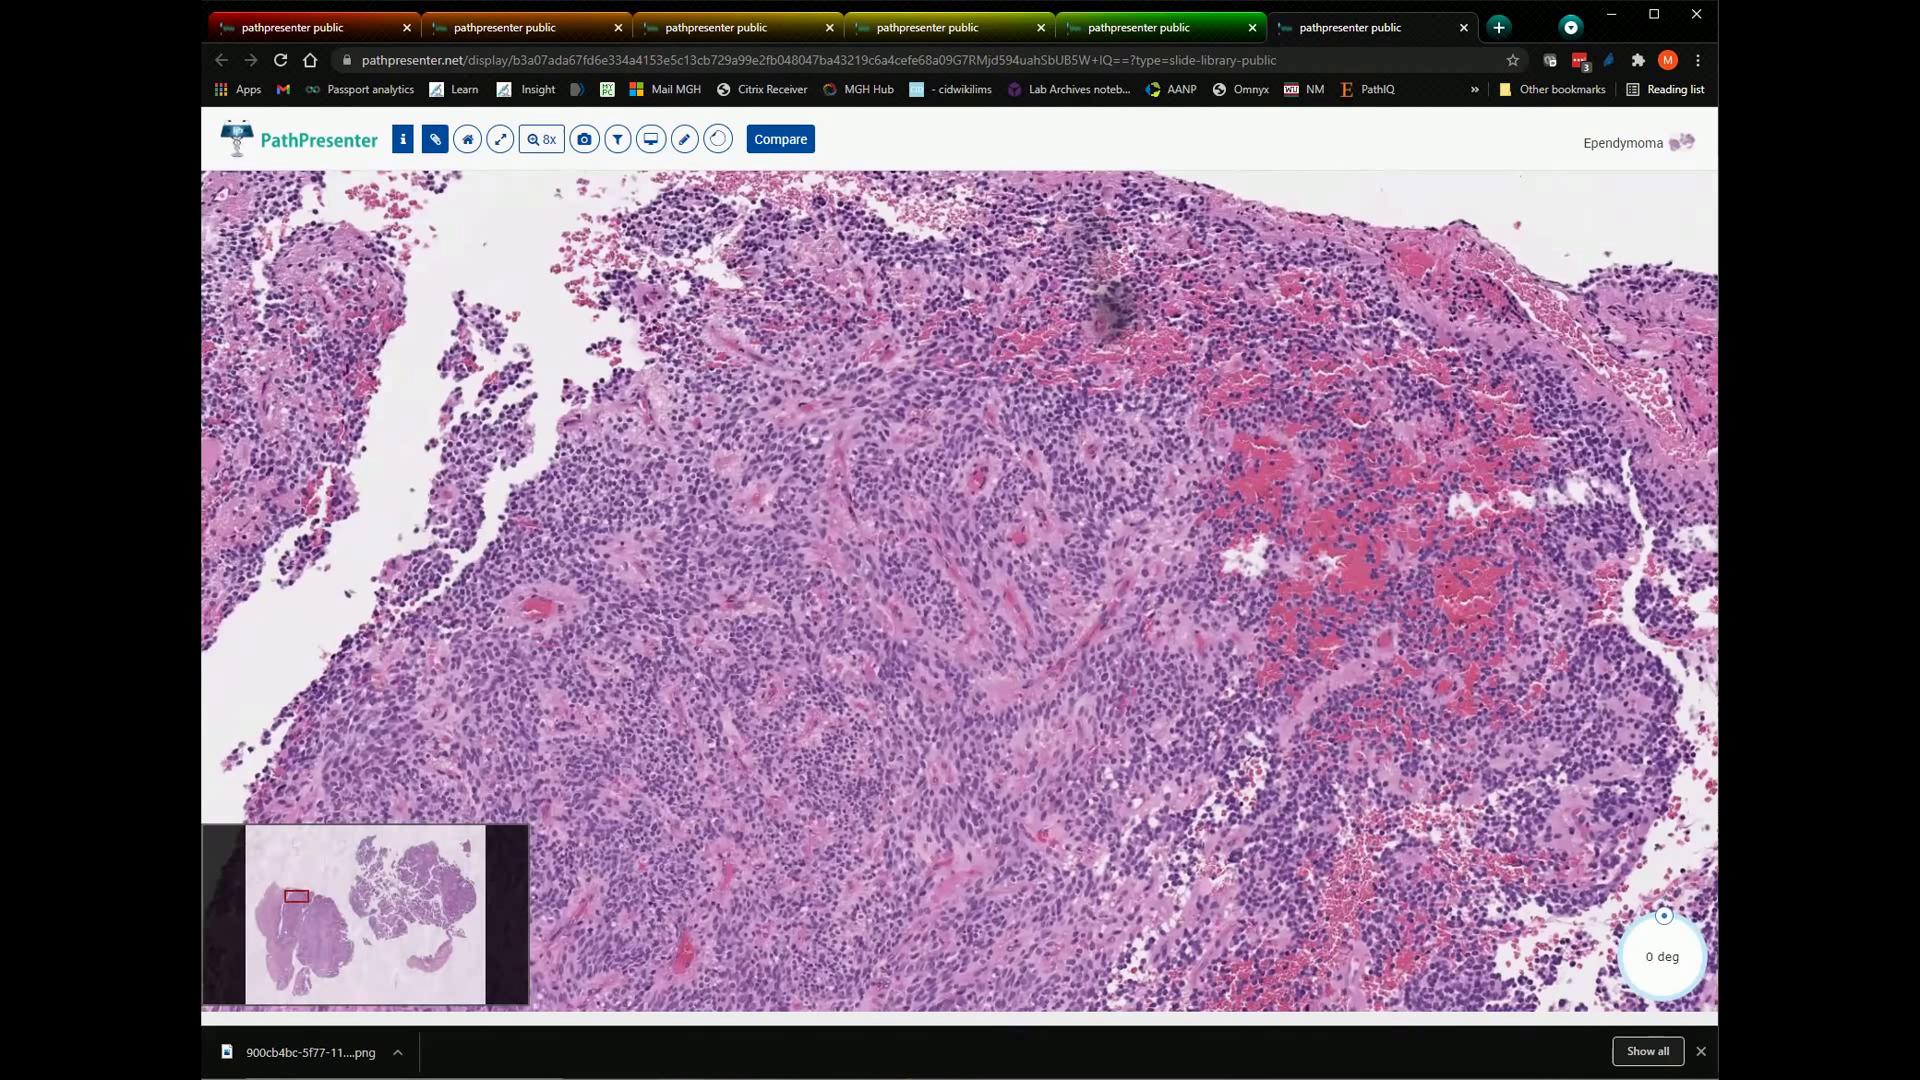 pathpresenter public pathpresenter public pathpresenter public pathpresenter public pathpresenter public pathpresenter public
pathpresenter.net/display/b3a07ada67fd6e334a4153e5c13cb729a99e2fb048047ba43219c6a4cefe68a09G7RMjd594uahSbUB5W+IQ==?type=slide-library-public 3 M
Apps Passport analytics Learn Insight Mail MGH Citrix Receiver MGH Hub - cidwikilims Lab Archives noteb... AANP Omnyx NM PathIQ » Other bookmarks Reading list
PathPresenter i 8x Compare Ependymoma
0 deg
900cb4bc-5f77-11....png Show all